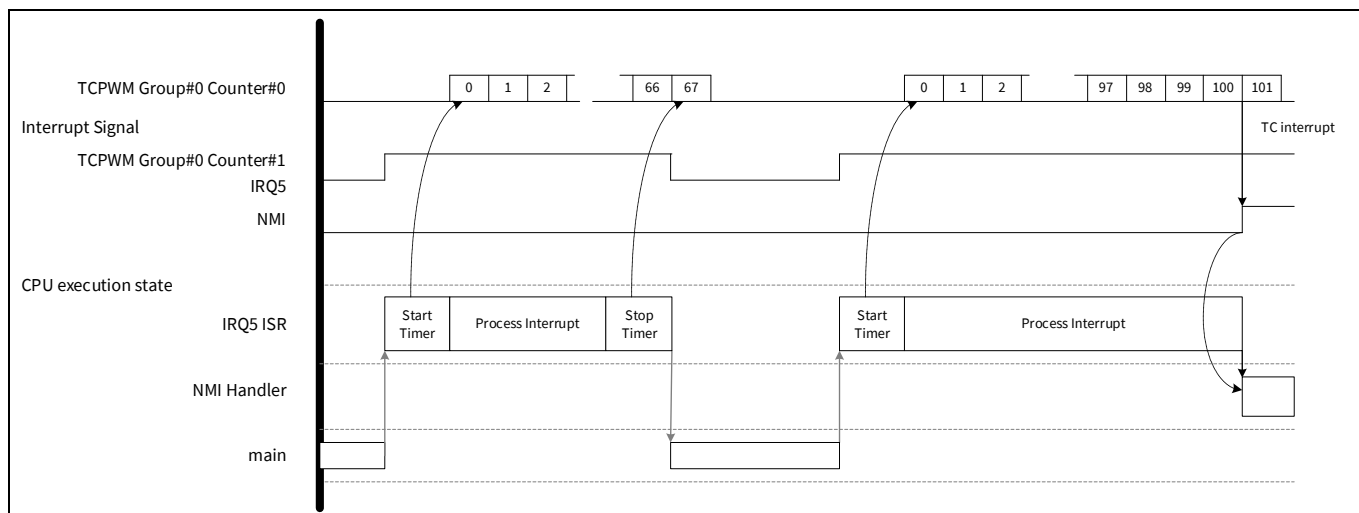 TCPWM Group#0 Counter#0
0 1 2 66 67 0 1 2 97 98 99 100 101
Interrupt Signal
TC interrupt
TCPWM Group#0 Counter#1
IRQ5
NMI
CPU execution state
IRQ5 ISR
Start
Timer
Process Interrupt
Stop
Timer
Start
Timer
Process Interrupt
NMI Handler
main